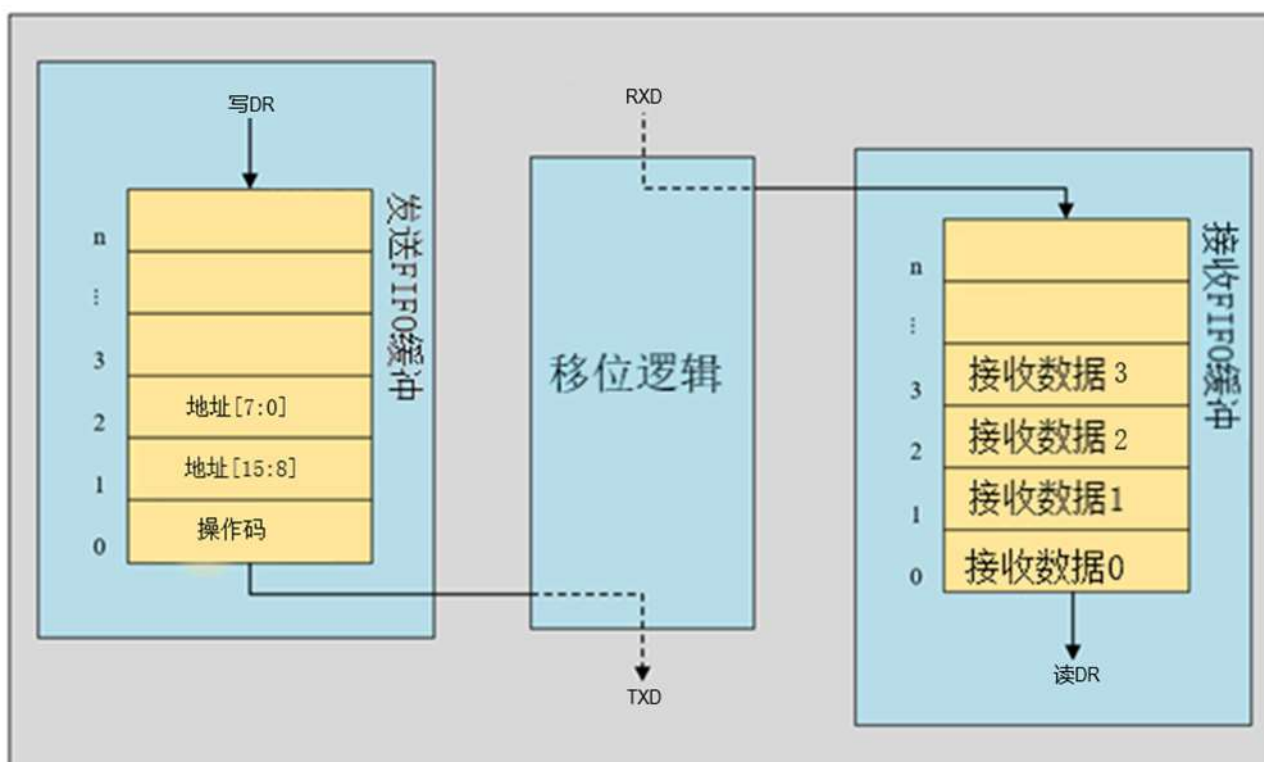 写DR
n
⋮
3
2
1
0
地址[7:0]
地址[15:8]
操作码
发送FIFO缓冲
RXD
移位逻辑
TXD
n
⋮
3
2
1
0
接收数据3
接收数据2
接收数据1
接收数据0
接收FIFO缓冲
读DR